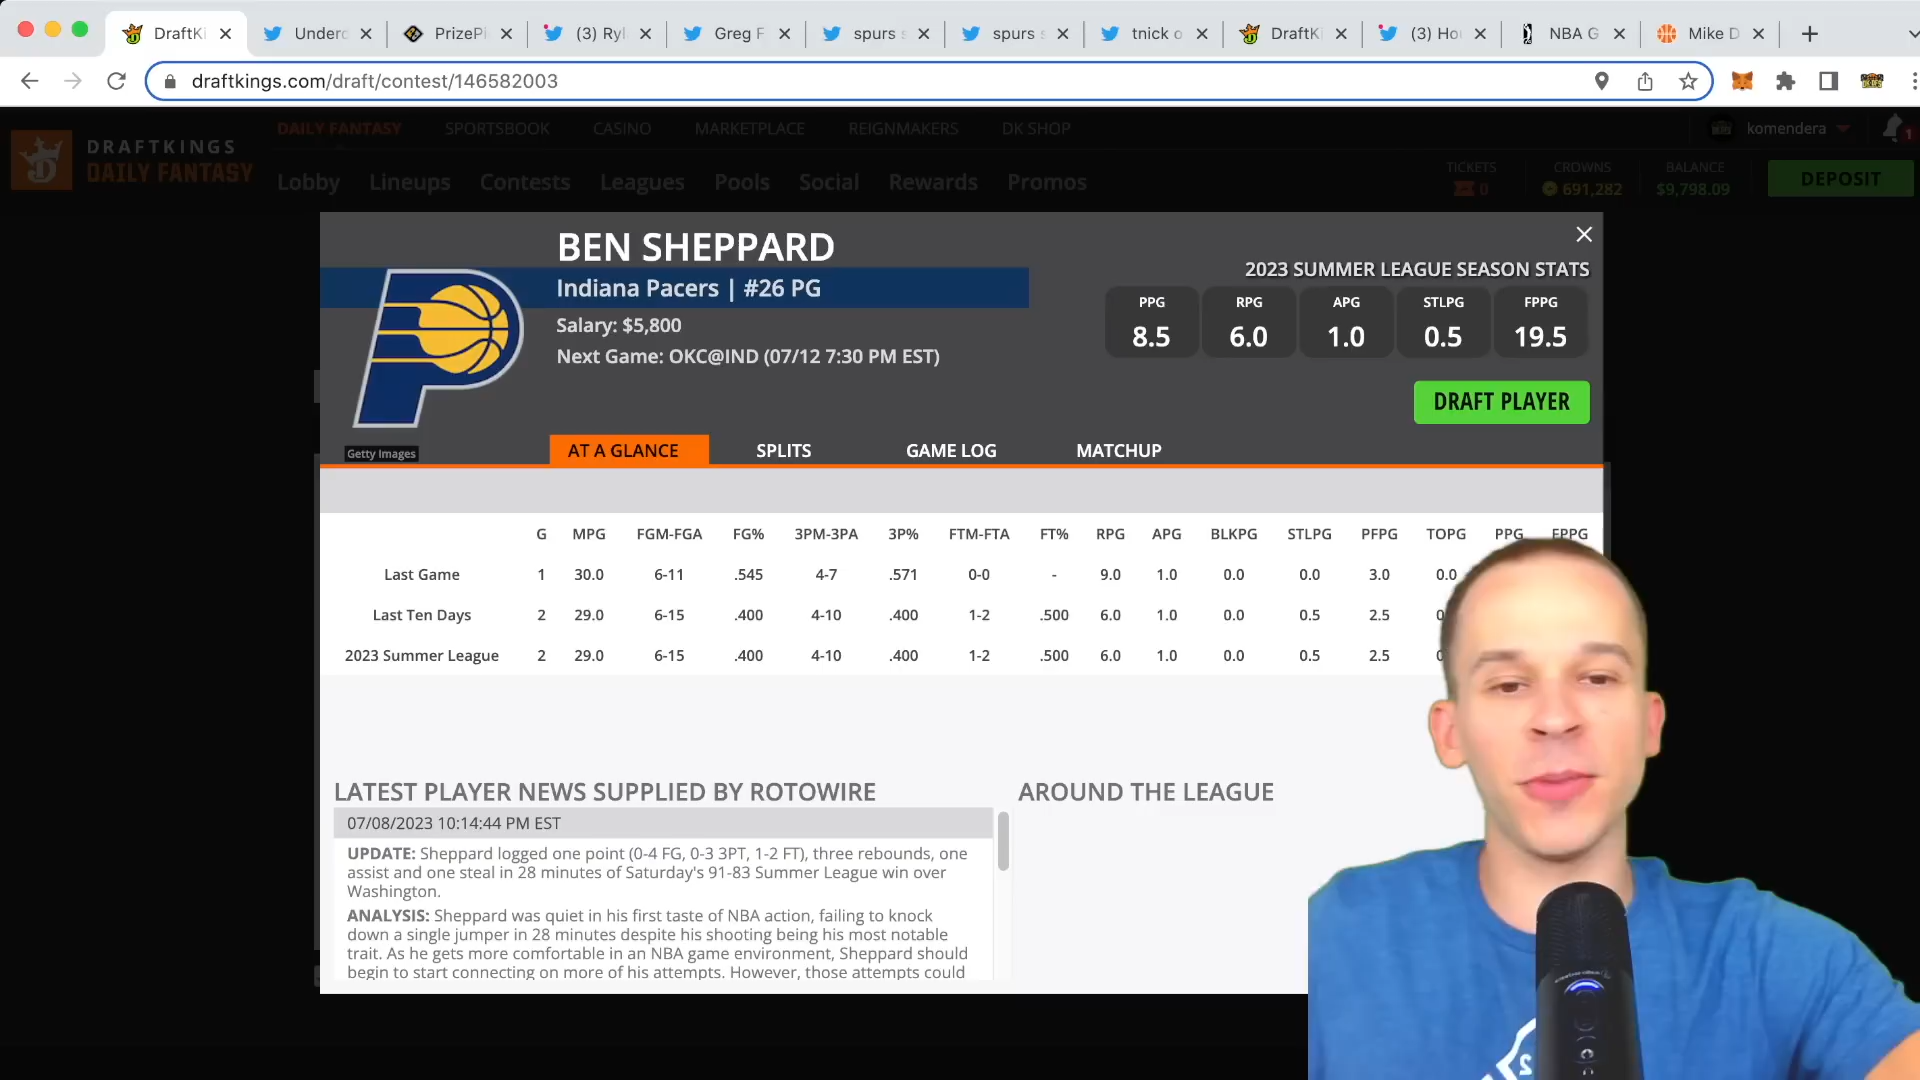 DraftKi
Underd
PrizePi
(3) Ryl
Greg F
spurs s
spurs s
tnick o
DraftKi
(3) Ho
NBA G
Mike D
draftkings.com/draft/contest/146582003
DRAFTKINGS
DAILY FANTASY
DAILY FANTASY SPORTSBOOK CASINO MARKETPLACE REIGNMAKERS DK SHOP
komendera
1
Lobby Lineups Contests Leagues Pools Social Rewards Promos
TICKETS
0
CROWNS
691,282
BALANCE
$9,798.09
DEPOSIT
BEN SHEPPARD
Indiana Pacers | #26 PG
Salary: $5,800
Next Game: OKC@IND (07/12 7:30 PM EST)
Getty Images
2023 SUMMER LEAGUE SEASON STATS
PPG RPG APG STLPG FPPG
8.5 6.0 1.0 0.5 19.5
DRAFT PLAYER
AT A GLANCE SPLITS GAME LOG MATCHUP
G MPG FGM-FGA FG% 3PM-3PA 3P% FTM-FTA FT% RPG APG BLKPG STLPG PFPG TOPG PPG FPPG
Last Game 1 30.0 6-11 .545 4-7 .571 0-0 - 9.0 1.0 0.0 0.0 3.0 0.0
Last Ten Days 2 29.0 6-15 .400 4-10 .400 1-2 .500 6.0 1.0 0.0 0.5 2.5
2023 Summer League 2 29.0 6-15 .400 4-10 .400 1-2 .500 6.0 1.0 0.0 0.5 2.5
LATEST PLAYER NEWS SUPPLIED BY ROTOWIRE
07/08/2023 10:14:44 PM EST
UPDATE: Sheppard logged one point (0-4 FG, 0-3 3PT, 1-2 FT), three rebounds, one
assist and one steal in 28 minutes of Saturday's 91-83 Summer League win over
Washington.
ANALYSIS: Sheppard was quiet in his first taste of NBA action, failing to knock
down a single jumper in 28 minutes despite his shooting being his most notable
trait. As he gets more comfortable in an NBA game environment, Sheppard should
begin to start connecting on more of his attempts. However, those attempts could
AROUND THE LEAGUE